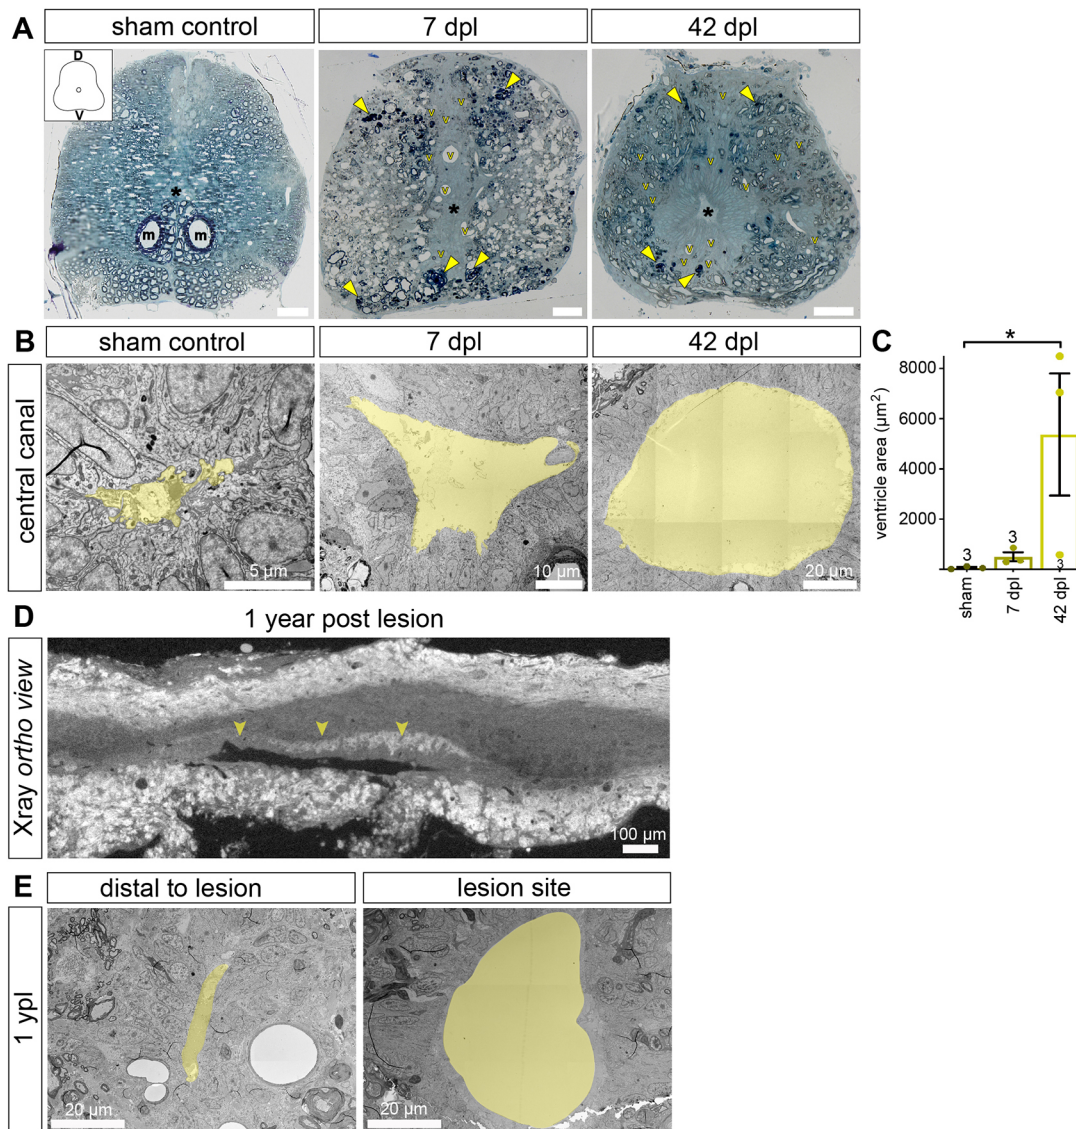 A
sham control
7 dpl
42 dpl
D
V
*
m
m
v
v
v
v
v
v
v
v
*
v
v
v
v
v
v
v
v
v
v
v
v
*
B
sham control
7 dpl
42 dpl
central canal
5 µm
10 µm
20 µm
C
*
ventricle area (µm²)
8000
6000
4000
2000
3
3
3
sham
7 dpl
42 dpl
D
1 year post lesion
Xray ortho view
100 µm
E
distal to lesion
lesion site
1 ypl
20 µm
20 µm